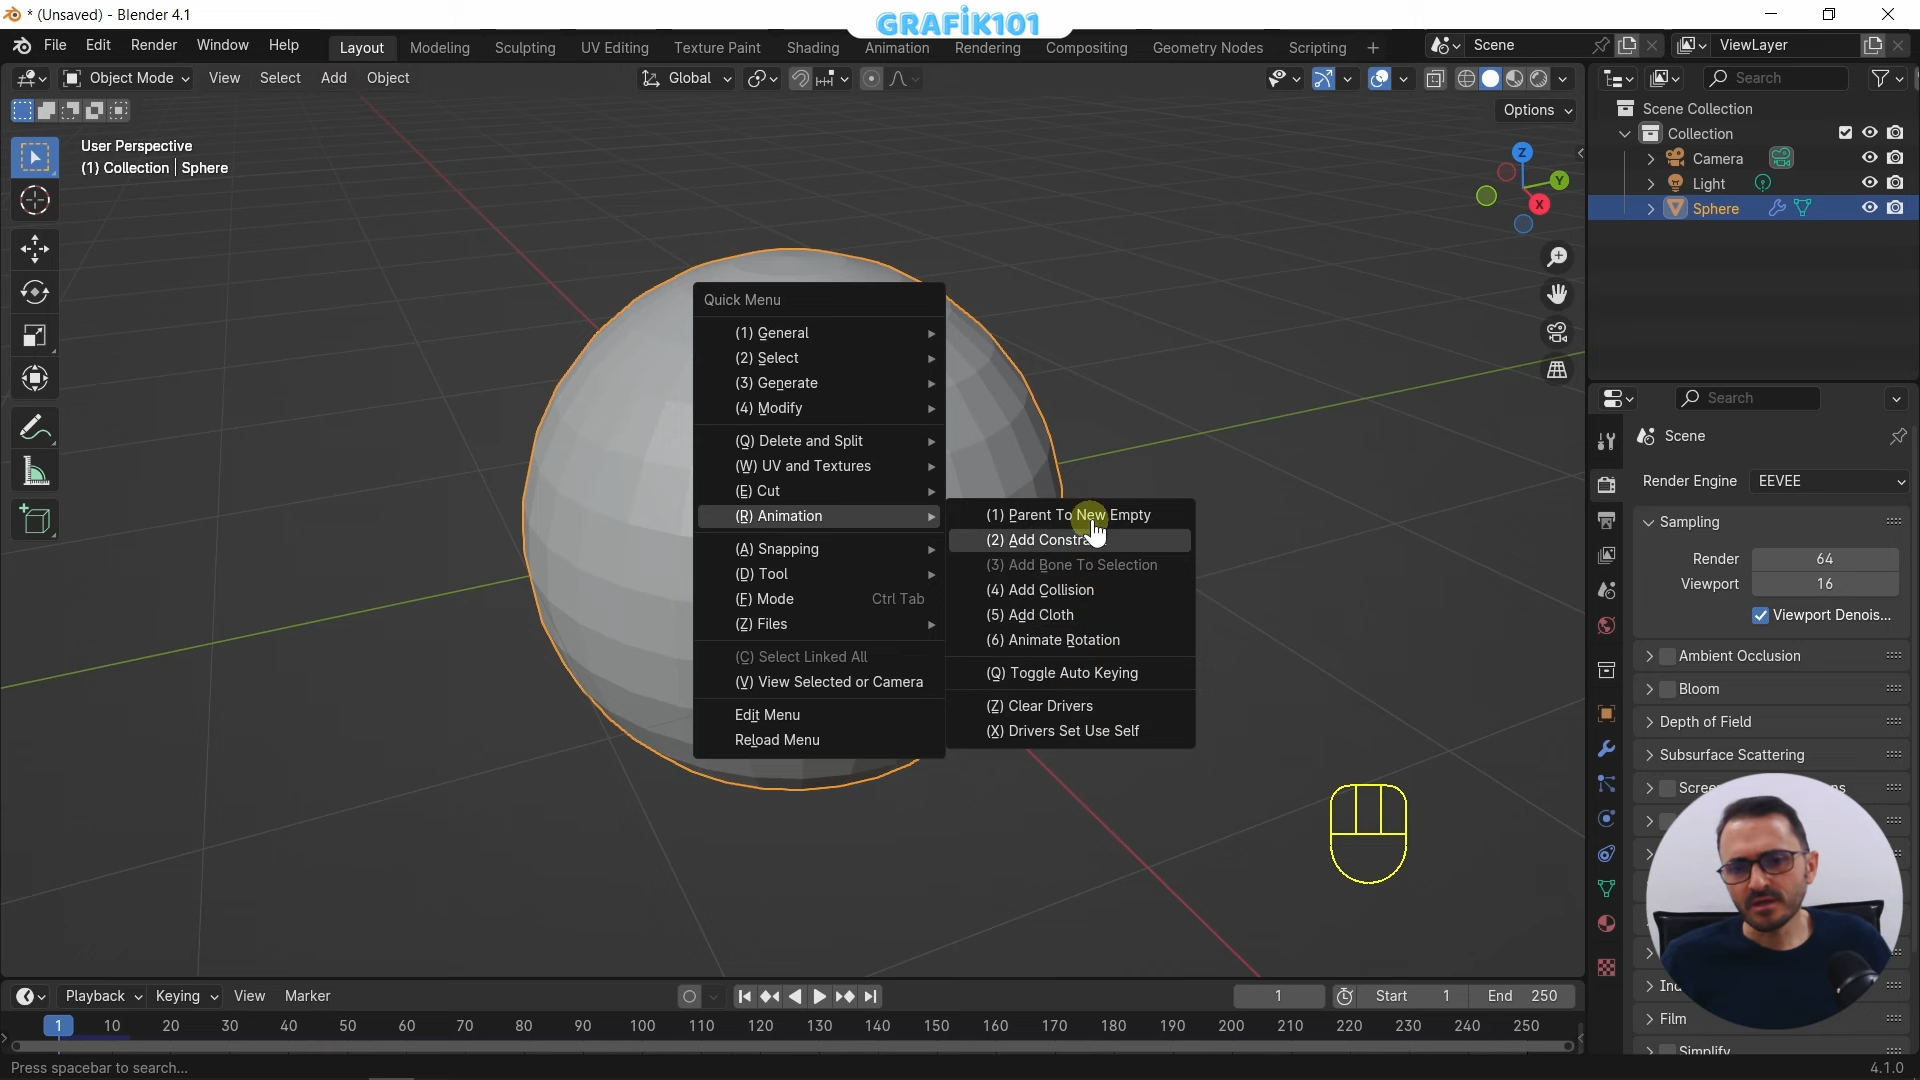 * (Unsaved) - Blender 4.1
GRAFİK101
File Edit Render Window Help
Layout Modeling Sculpting UV Editing Texture Paint Shading Animation Rendering Compositing Geometry Nodes Scripting +
Scene
ViewLayer
Object Mode View Select Add Object
Global
Search
Options
User Perspective
(1) Collection | Sphere
Z
Y
X
Scene Collection
Collection
Camera
Light
Sphere
Quick Menu
(1) General
(2) Select
(3) Generate
(4) Modify
(Q) Delete and Split
(W) UV and Textures
(E) Cut
(R) Animation
(A) Snapping
(D) Tool
(F) Mode Ctrl Tab
(Z) Files
(C) Select Linked All
(V) View Selected or Camera
Edit Menu
Reload Menu
(1) Parent To New Empty
(2) Add
(3) Add Bone To Selection
(4) Add Collision
(5) Add Cloth
(6) Animate Rotation
(Q) Toggle Auto Keying
(Z) Clear Drivers
(X) Drivers Set Use Self
Search
Scene
Render Engine EEVEE
Sampling
Render 64
Viewport 16
Viewport Denois...
Ambient Occlusion
Bloom
Depth of Field
Subsurface Scattering
Film
Simplify
Playback Keying View Marker
1 Start 1 End 250
1 10 20 30 40 50 60 70 80 90 100 110 120 130 140 150 160 170 180 190 200 210 220 230 240 250
Press spacebar to search...
4.1.0